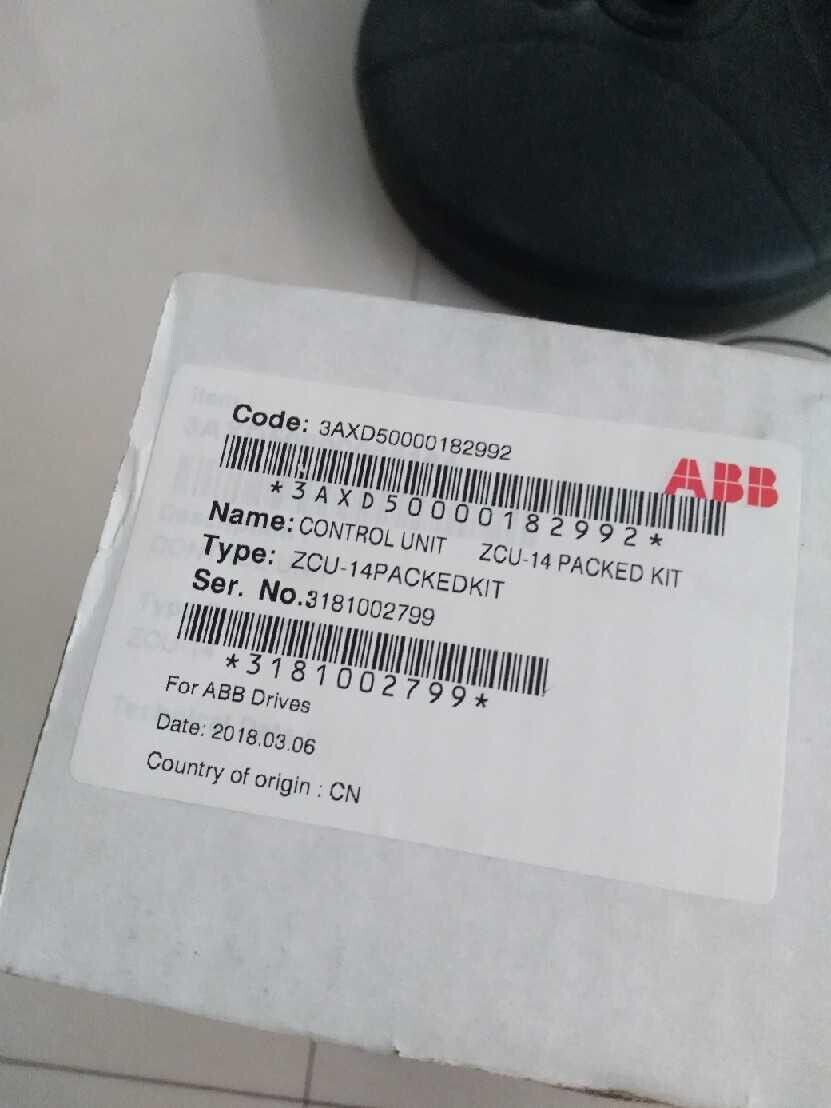 Code: 3AXD50000182992
ABB
*3AXD50000182992*
Name: CONTROL UNIT ZCU-14 PACKED KIT
Type: ZCU-14PACKEDKIT
Ser. No.3181002799
*3181002799*
For ABB Drives
Date: 2018.03.06
Country of origin : CN